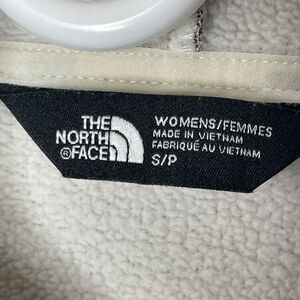 THE
NORTH
®FACE
WOMENS/FEMMES
MADE IN VIETNAM
FABRIQUÉ AU VIETNAM
S/P